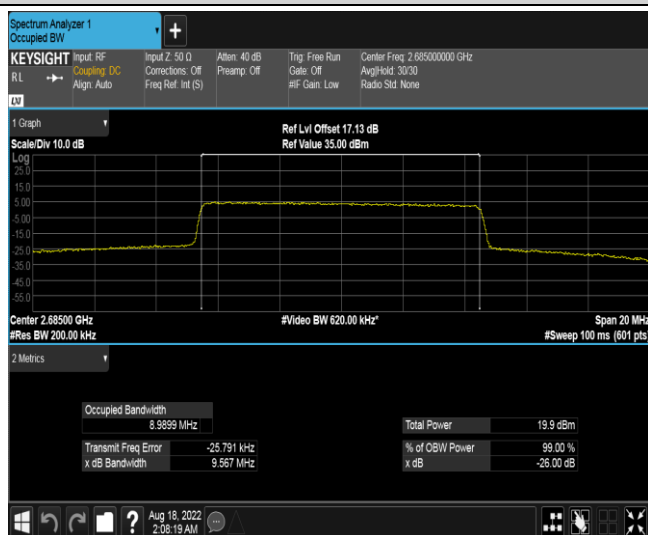 Spectrum Analyzer 1
Occupied BW
+
KEYSIGHT
RL
LXI
Input: RF
Coupling: DC
Align: Auto
Input Z: 50 Ω
Corrections: Off
Freq Ref: Int (S)
Atten: 40 dB
Preamp: Off
Trig: Free Run
Gate: Off
#IF Gain: Low
Center Freq: 2.685000000 GHz
Avg|Hold: 30/30
Radio Std: None
1 Graph
Scale/Div 10.0 dB
Ref Lvl Offset 17.13 dB
Ref Value 35.00 dBm
Log
25.0
15.0
5.00
-5.00
-15.0
-25.0
-35.0
-45.0
-55.0
Center 2.68500 GHz
#Res BW 200.00 kHz
#Video BW 620.00 kHz*
Span 20 MHz
#Sweep 100 ms (601 pts)
2 Metrics
Occupied Bandwidth
8.9899 MHz
Transmit Freq Error -25.791 kHz
x dB Bandwidth 9.567 MHz
Total Power 19.9 dBm
% of OBW Power 99.00 %
x dB -26.00 dB
?
Aug 18, 2022
2:08:19 AM